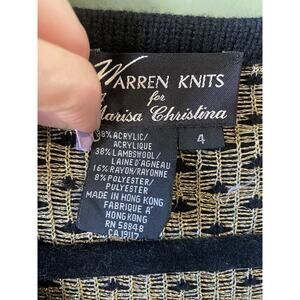 WARREN KNITS
for
Marisa Christina
4
38% ACRYLIC/
ACRYLIQUE
38% LAMBSWOOL/
LAINE D'AGNEAU
16% RAYON/RAYONNE
8% POLYESTER/
POLYESTER
MADE IN HONG KONG
FABRIQUE A'
HONG KONG
RN 58848
CA 19117